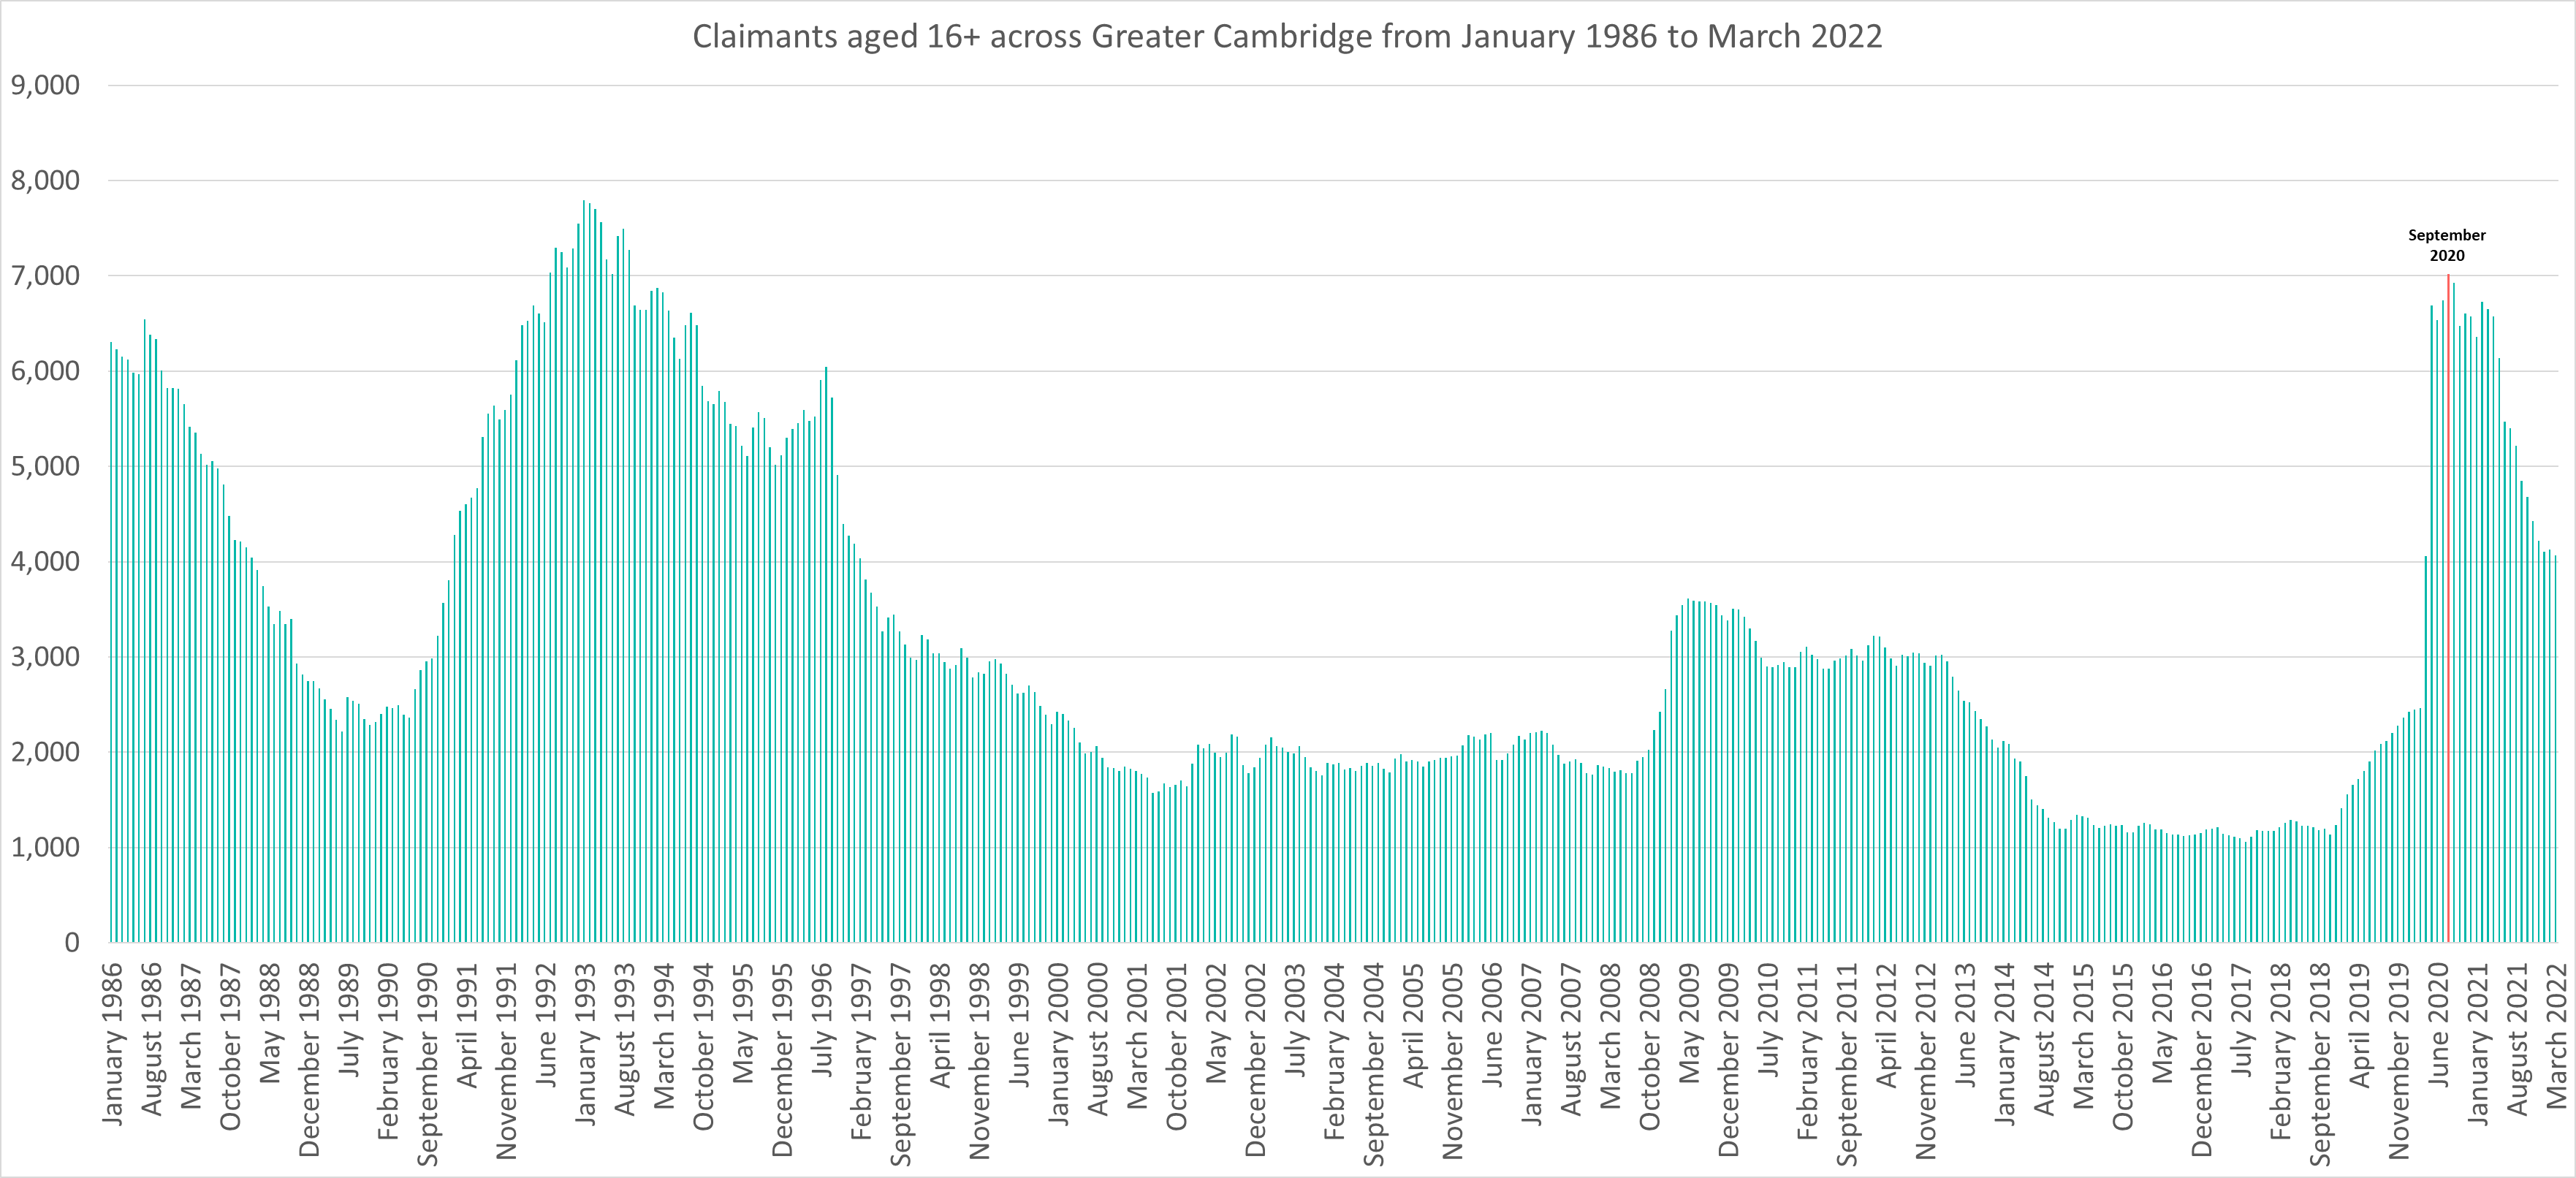 Claimants aged 16+ across Greater Cambridge from January 1986 to March 2022
9,000
8,000
7,000
6,000
5,000
4,000
3,000
2,000
1,000
0
September
2020
January 1986
August 1986
March 1987
October 1987
May 1988
December 1988
July 1989
February 1990
September 1990
April 1991
November 1991
June 1992
January 1993
August 1993
March 1994
October 1994
May 1995
December 1995
July 1996
February 1997
September 1997
April 1998
November 1998
June 1999
January 2000
August 2000
March 2001
October 2001
May 2002
December 2002
July 2003
February 2004
September 2004
April 2005
November 2005
June 2006
January 2007
August 2007
March 2008
October 2008
May 2009
December 2009
July 2010
February 2011
September 2011
April 2012
November 2012
June 2013
January 2014
August 2014
March 2015
October 2015
May 2016
December 2016
July 2017
February 2018
September 2018
April 2019
November 2019
June 2020
January 2021
August 2021
March 2022